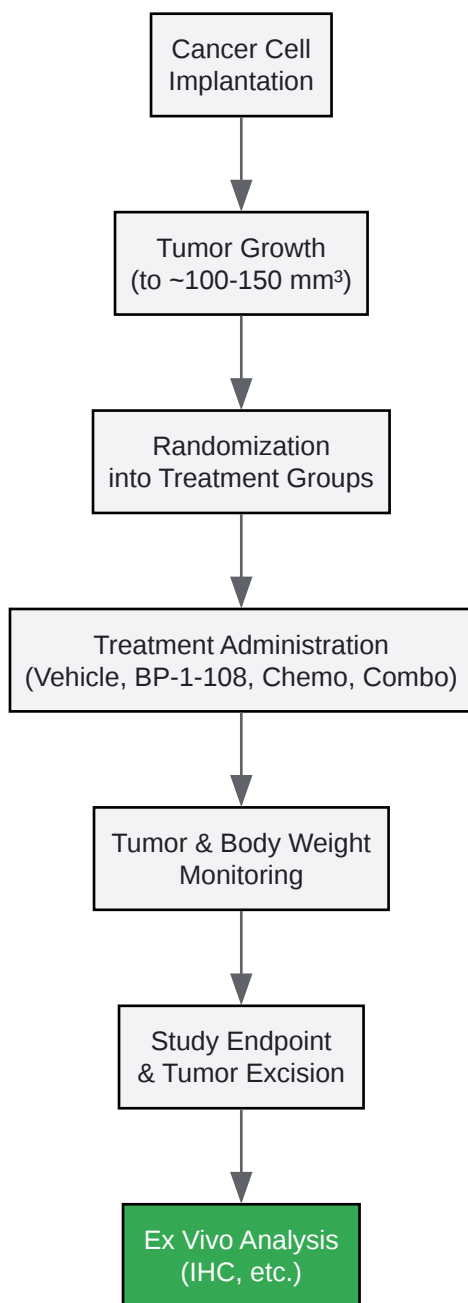 Cancer Cell
Implantation
Tumor Growth
(to ~100-150 mm³)
Randomization
into Treatment Groups
Treatment Administration
(Vehicle, BP-1-108, Chemo, Combo)
Tumor & Body Weight
Monitoring
Study Endpoint
& Tumor Excision
Ex Vivo Analysis
(IHC, etc.)